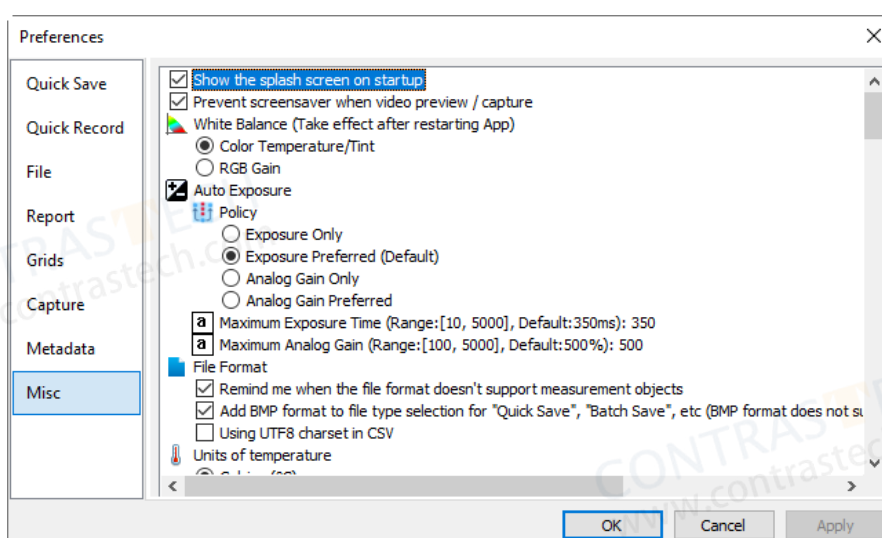 Preferences
Quick Save
Quick Record
File
Report
Grids
Capture
Metadata
Misc
Show the splash screen on startup
Prevent screensaver when video preview / capture
White Balance (Take effect after restarting App)
Color Temperature/Tint
RGB Gain
Auto Exposure
Policy
Exposure Only
Exposure Preferred (Default)
Analog Gain Only
Analog Gain Preferred
a Maximum Exposure Time (Range:[10, 5000], Default:350ms): 350
a Maximum Analog Gain (Range:[100, 5000], Default:500%): 500
File Format
Remind me when the file format doesn't support measurement objects
Add BMP format to file type selection for "Quick Save", "Batch Save", etc (BMP format does not su
Using UTF8 charset in CSV
Units of temperature
OK
Cancel
Apply
CONTRASTEC
www.contrastec